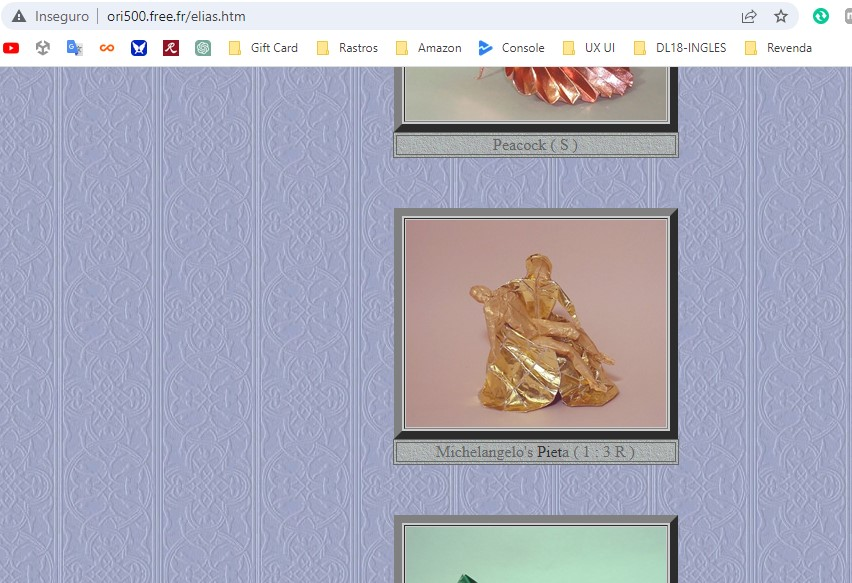 Inseguro ori500.free.fr/elias.htm
Gift Card Rastros Amazon Console UX UI DL18-INGLES Revenda
Peacock ( S )
Michelangelo's Pieta ( 1 : 3 R )